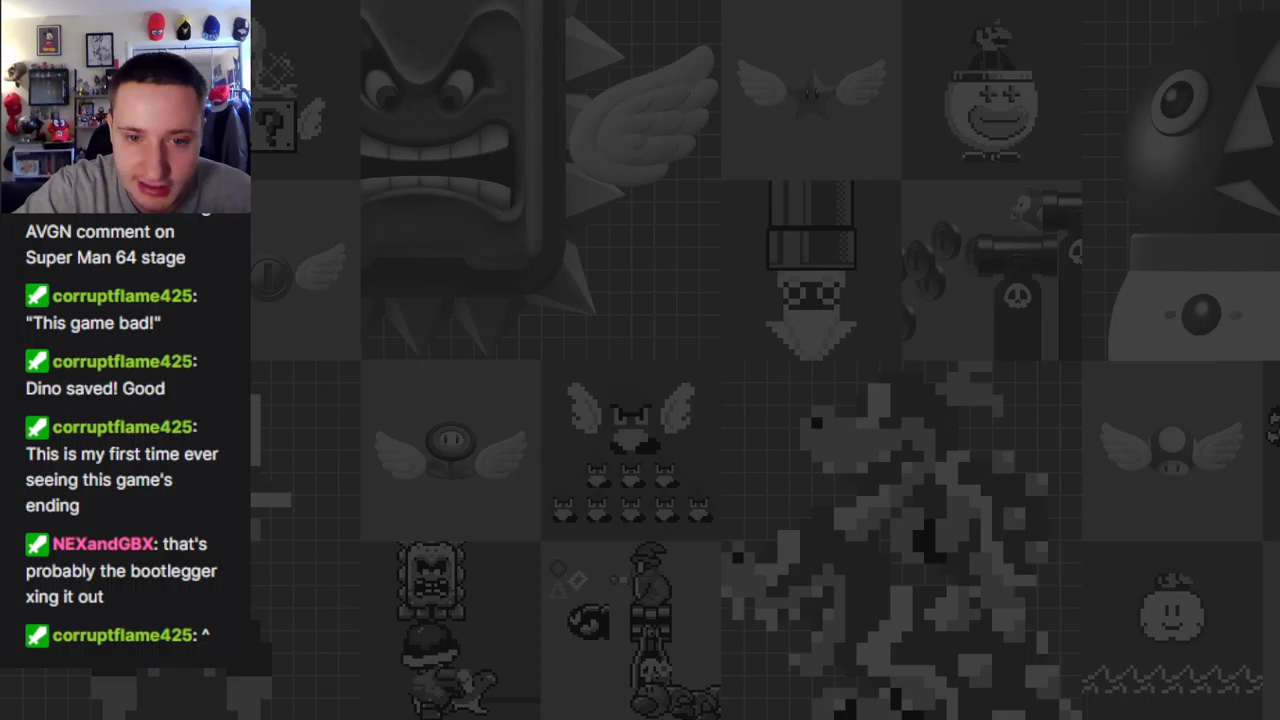 AVGN comment on
Super Man 64 stage
corruptflame425:
"This game bad!"
corruptflame425:
Dino saved! Good
corruptflame425:
This is my first time ever
seeing this game's
ending
NEXandGBX: that's
probably the bootlegger
xing it out
corruptflame425: ^